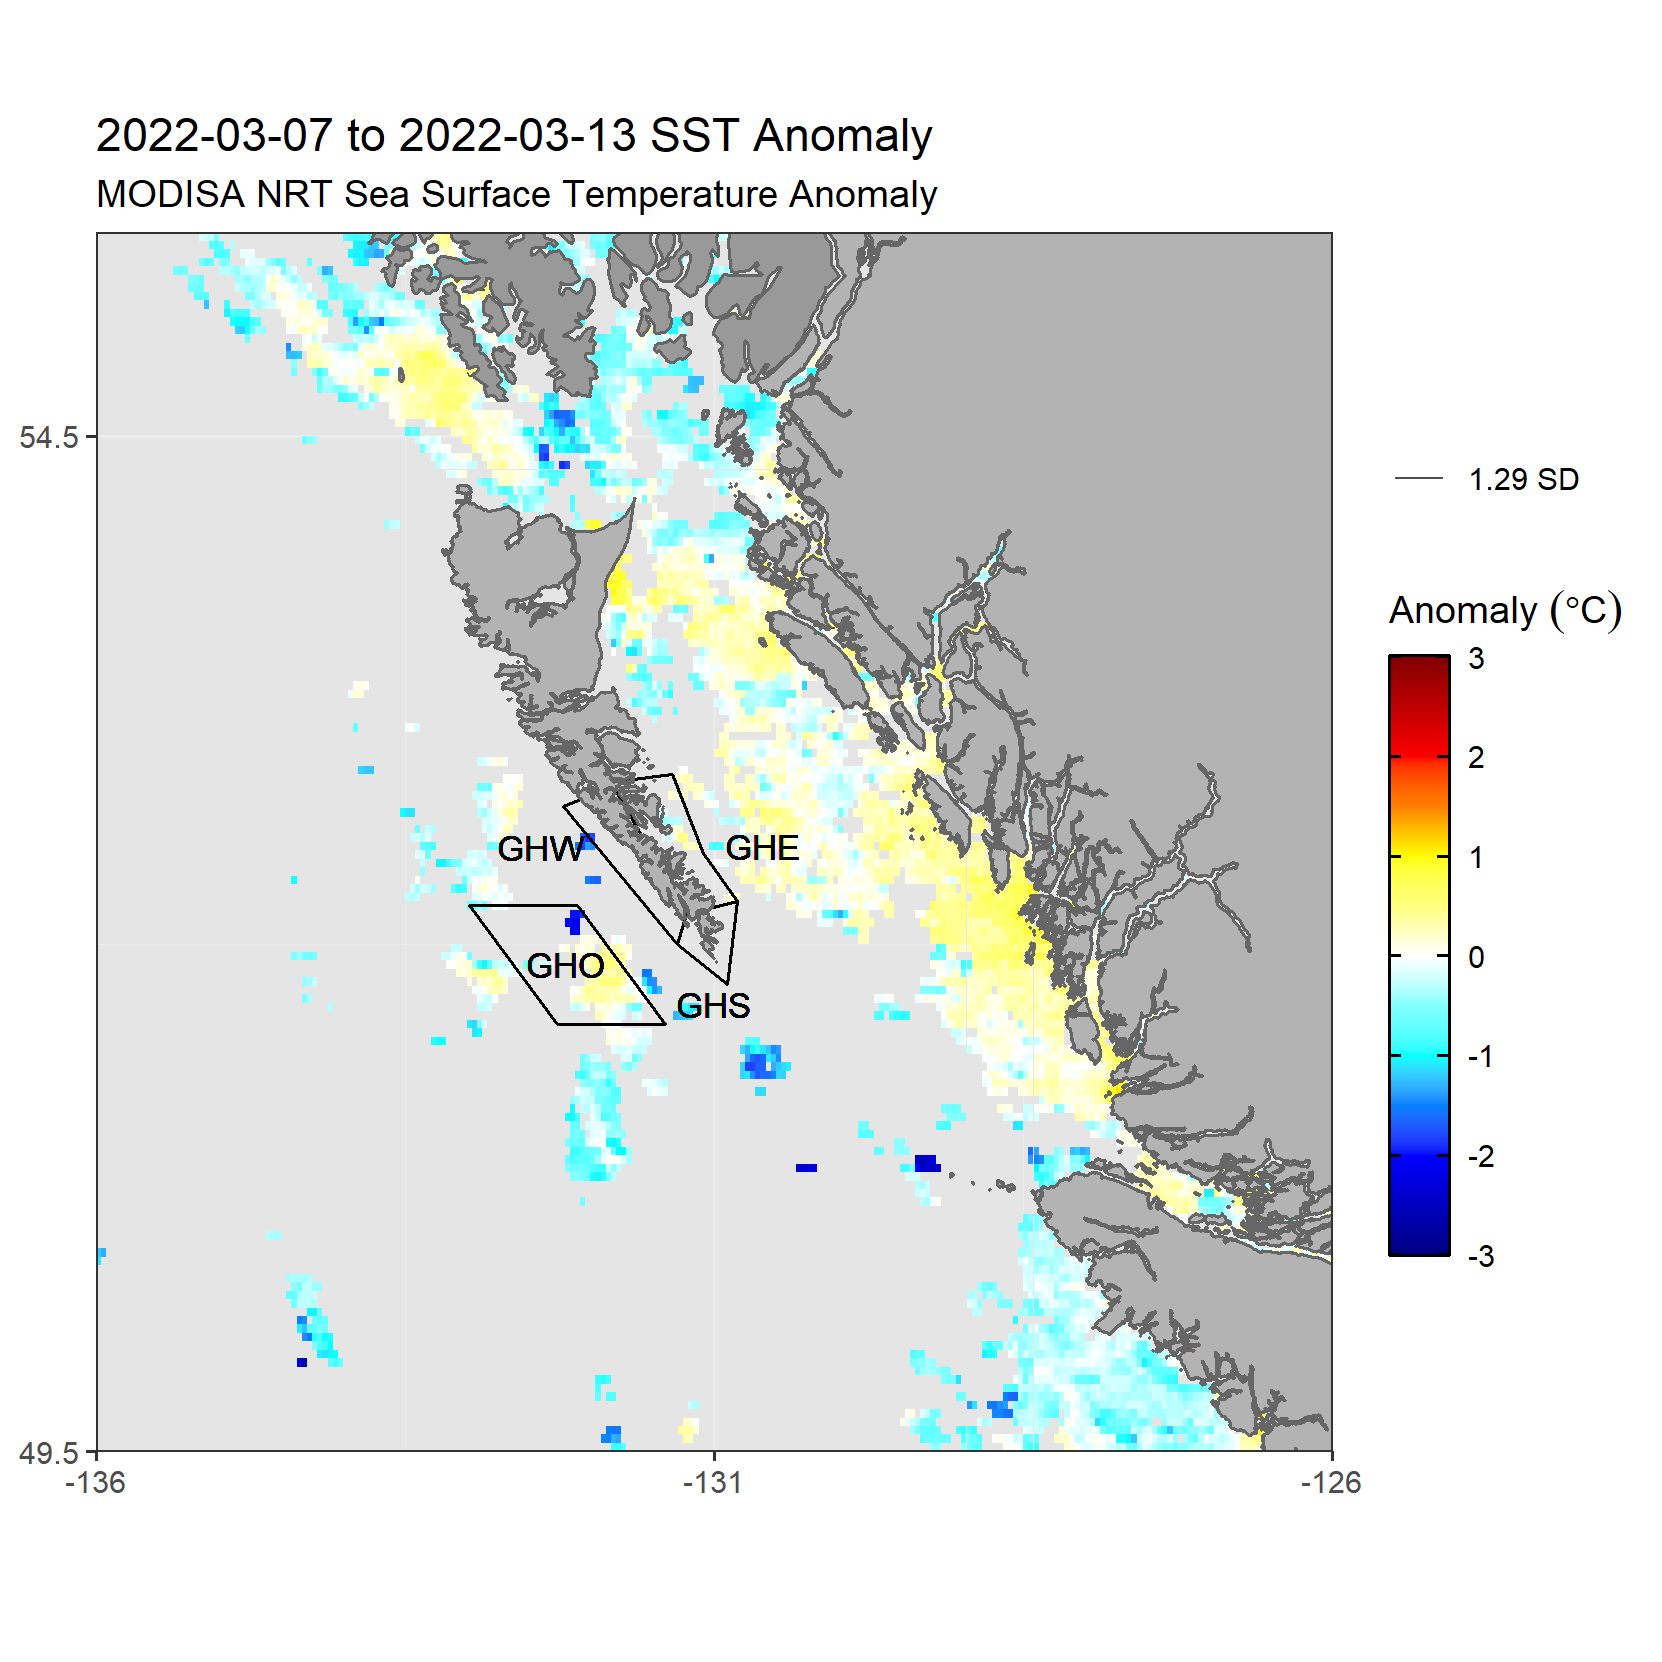 2022-03-07 to 2022-03-13 SST Anomaly
MODISA NRT Sea Surface Temperature Anomaly
54.5
49.5
-136
-131
-126
GHW
GHE
GHO
GHS
1.29 SD
Anomaly (°C)
3
2
1
0
-1
-2
-3